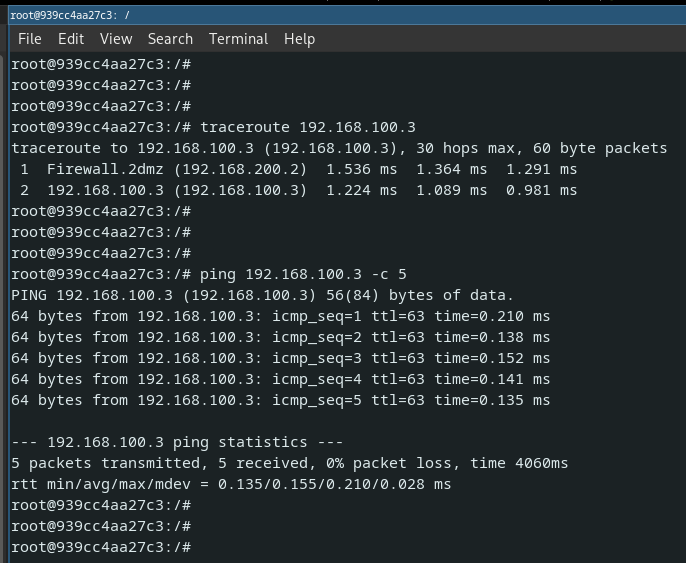 root@939cc4aa27c3: /
File Edit View Search Terminal Help
root@939cc4aa27c3:/#
root@939cc4aa27c3:/#
root@939cc4aa27c3:/#
root@939cc4aa27c3:/# traceroute 192.168.100.3
traceroute to 192.168.100.3 (192.168.100.3), 30 hops max, 60 byte packets
 1  Firewall.2dmz (192.168.200.2)  1.536 ms  1.364 ms  1.291 ms
 2  192.168.100.3 (192.168.100.3)  1.224 ms  1.089 ms  0.981 ms
root@939cc4aa27c3:/#
root@939cc4aa27c3:/#
root@939cc4aa27c3:/#
root@939cc4aa27c3:/# ping 192.168.100.3 -c 5
PING 192.168.100.3 (192.168.100.3) 56(84) bytes of data.
64 bytes from 192.168.100.3: icmp_seq=1 ttl=63 time=0.210 ms
64 bytes from 192.168.100.3: icmp_seq=2 ttl=63 time=0.138 ms
64 bytes from 192.168.100.3: icmp_seq=3 ttl=63 time=0.152 ms
64 bytes from 192.168.100.3: icmp_seq=4 ttl=63 time=0.141 ms
64 bytes from 192.168.100.3: icmp_seq=5 ttl=63 time=0.135 ms

--- 192.168.100.3 ping statistics ---
5 packets transmitted, 5 received, 0% packet loss, time 4060ms
rtt min/avg/max/mdev = 0.135/0.155/0.210/0.028 ms
root@939cc4aa27c3:/#
root@939cc4aa27c3:/#
root@939cc4aa27c3:/#